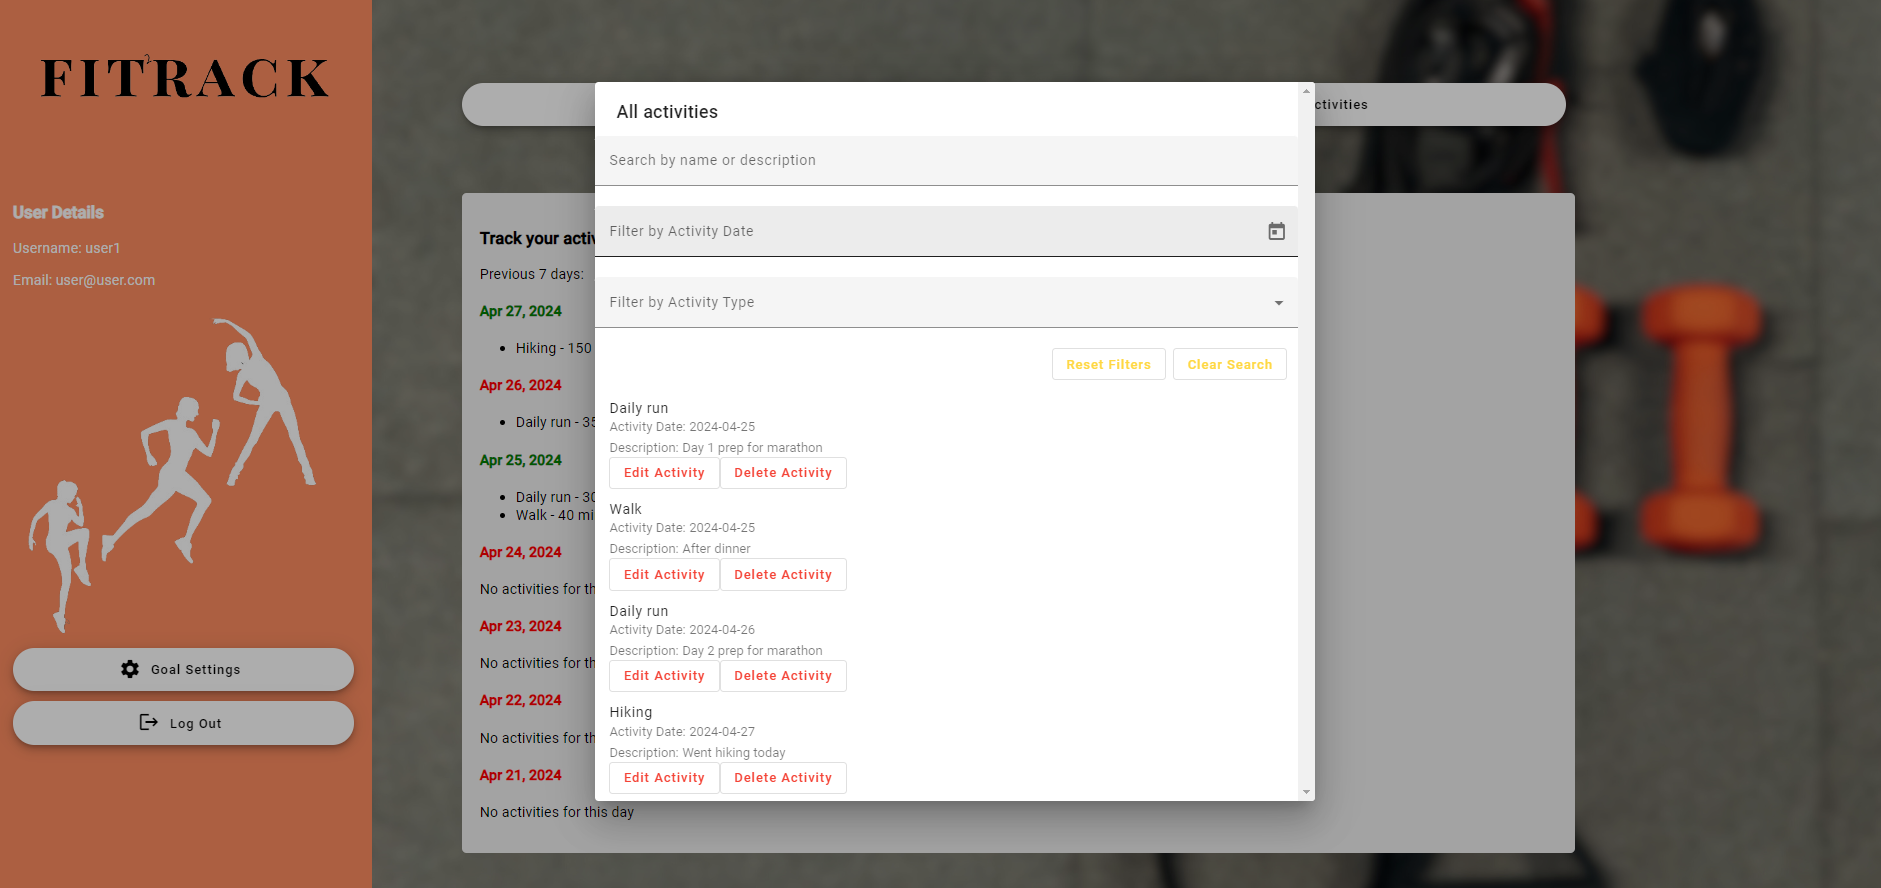 FITRACK
User Details
Username: user1
Email: user@user.com
Goal Settings
Log Out
ctivities
Track your activ
Previous 7 days:
Apr 27, 2024
Hiking - 150
Apr 26, 2024
Daily run - 35
Apr 25, 2024
Daily run - 30
Walk - 40 mi
Apr 24, 2024
No activities for th
Apr 23, 2024
No activities for th
Apr 22, 2024
No activities for th
Apr 21, 2024
No activities for this day
All activities
Search by name or description
Filter by Activity Date
Filter by Activity Type
Reset Filters Clear Search
Daily run
Activity Date: 2024-04-25
Description: Day 1 prep for marathon
Edit Activity Delete Activity
Walk
Activity Date: 2024-04-25
Description: After dinner
Edit Activity Delete Activity
Daily run
Activity Date: 2024-04-26
Description: Day 2 prep for marathon
Edit Activity Delete Activity
Hiking
Activity Date: 2024-04-27
Description: Went hiking today
Edit Activity Delete Activity